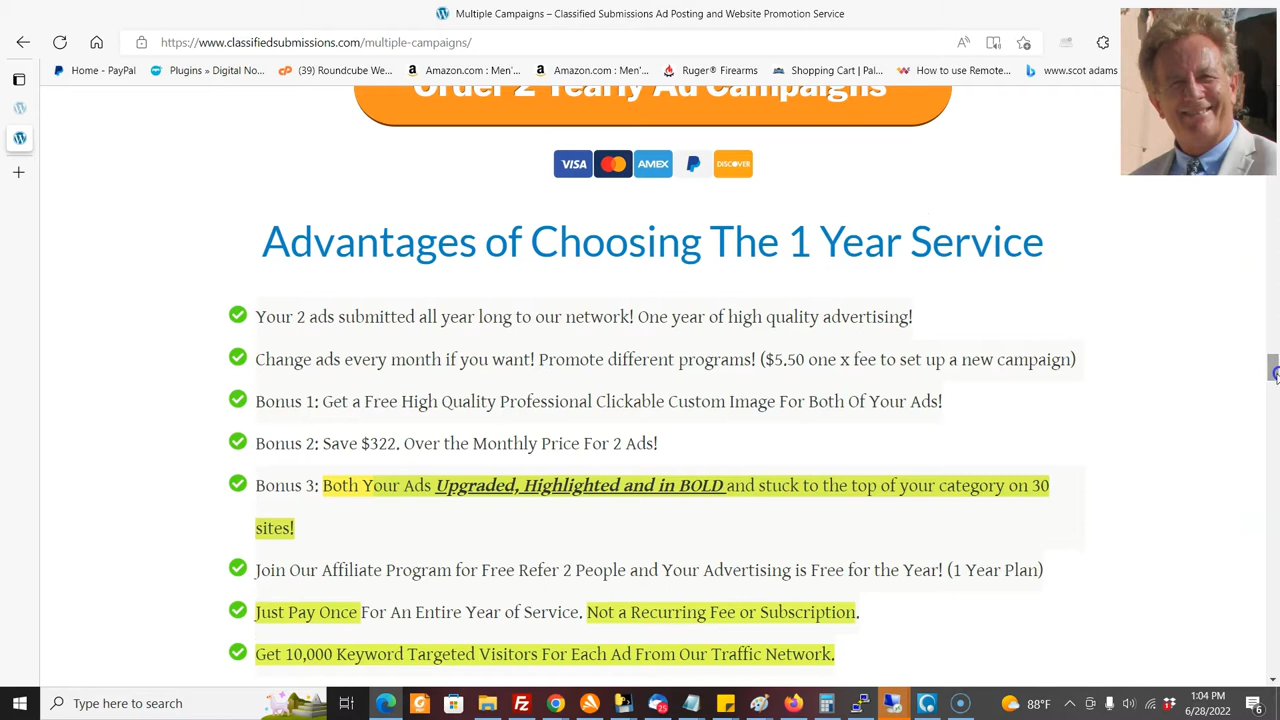 Multiple Campaigns – Classified Submissions Ad Posting and Website Promotion Service
https://www.classifiedsubmissions.com/multiple-campaigns/
Home - PayPal
Plugins » Digital No...
(39) Roundcube We...
Amazon.com : Men'...
Amazon.com : Men'...
Ruger® Firearms
Shopping Cart | Pal...
How to use Remote...
www.scot adams
Order 2 Yearly Ad Campaigns
VISA
AMEX
DISCOVER
Advantages of Choosing The 1 Year Service
Your 2 ads submitted all year long to our network! One year of high quality advertising!
Change ads every month if you want! Promote different programs! ($5.50 one x fee to set up a new campaign)
Bonus 1: Get a Free High Quality Professional Clickable Custom Image For Both Of Your Ads!
Bonus 2: Save $322. Over the Monthly Price For 2 Ads!
Bonus 3: Both Your Ads Upgraded, Highlighted and in BOLD and stuck to the top of your category on 30
sites!
Join Our Affiliate Program for Free Refer 2 People and Your Advertising is Free for the Year! (1 Year Plan)
Just Pay Once For An Entire Year of Service. Not a Recurring Fee or Subscription.
Get 10,000 Keyword Targeted Visitors For Each Ad From Our Traffic Network.
Type here to search
25
88°F
1:04 PM
6/28/2022
6